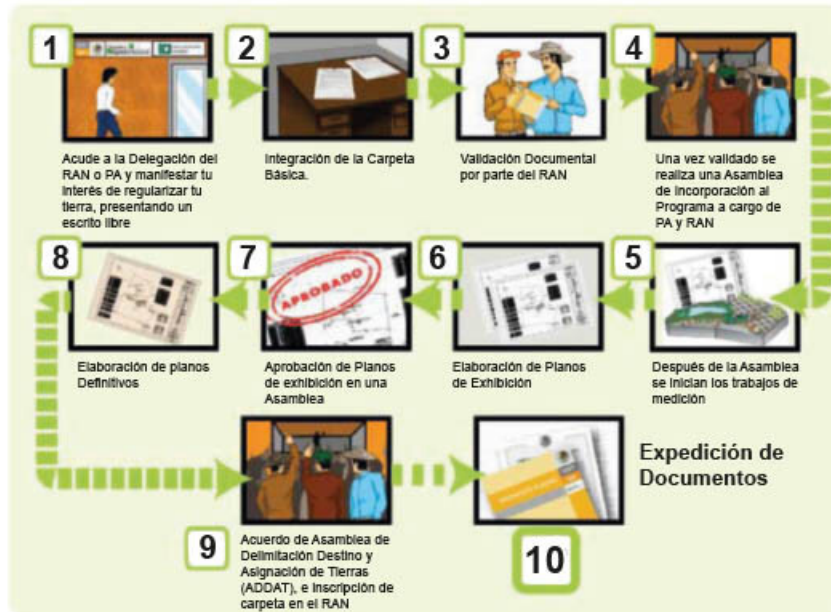 1
Acude a la Delegación del
RAN o PA y manifestar tu
interés de regularizar tu
tierra, presentando un
escrito libre
2
Integración de la Carpeta
Básica.
3
Validación Documental
por parte del RAN
4
Una vez validado se
realiza una Asamblea
de Incorporación al
Programa a cargo de
PA y RAN
5
Después de la Asamblea
se inician los trabajos de
medición
6
Elaboración de Planos
de Exhibición
7
APROBADO
Aprobación de Planos
de exhibición en una
Asamblea
8
Elaboración de planos
Definitivos
9
Acuerdo de Asamblea de
Delimitación Destino y
Asignación de Tierras
(ADDAT), e inscripción de
carpeta en el RAN
10
Expedición de
Documentos